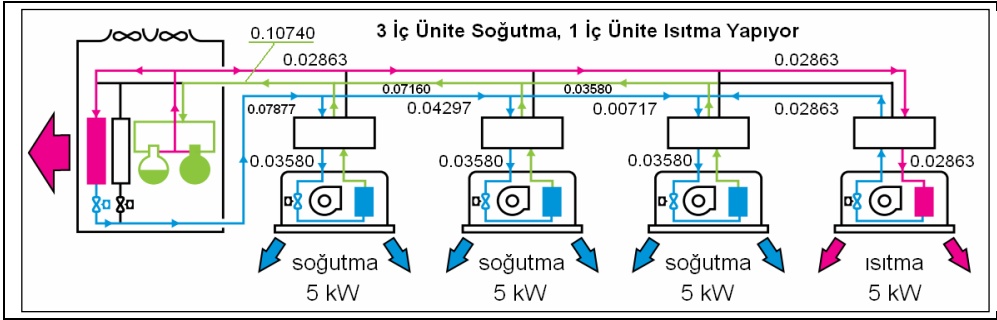 3 İç Ünite Soğutma, 1 İç Ünite Isıtma Yapıyor
0.10740
0.02863 0.02863
0.07160 0.03580
0.07877 0.04297 0.00717 0.02863
0.03580 0.03580 0.03580 0.02863
soğutma soğutma soğutma ısıtma
5 kW 5 kW 5 kW 5 kW